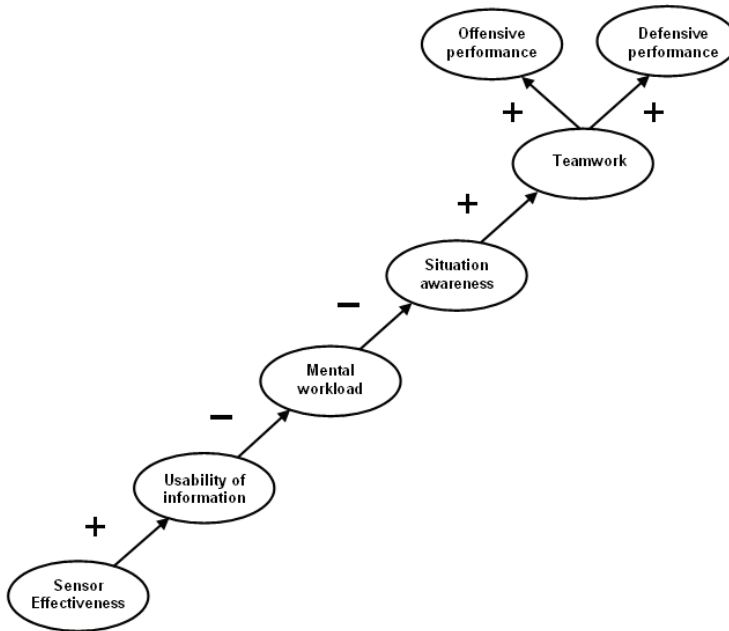 Offensive
performance
Defensive
performance
+
+
Teamwork
+
Situation
awareness
–
Mental
workload
–
Usability of
information
+
Sensor
Effectiveness